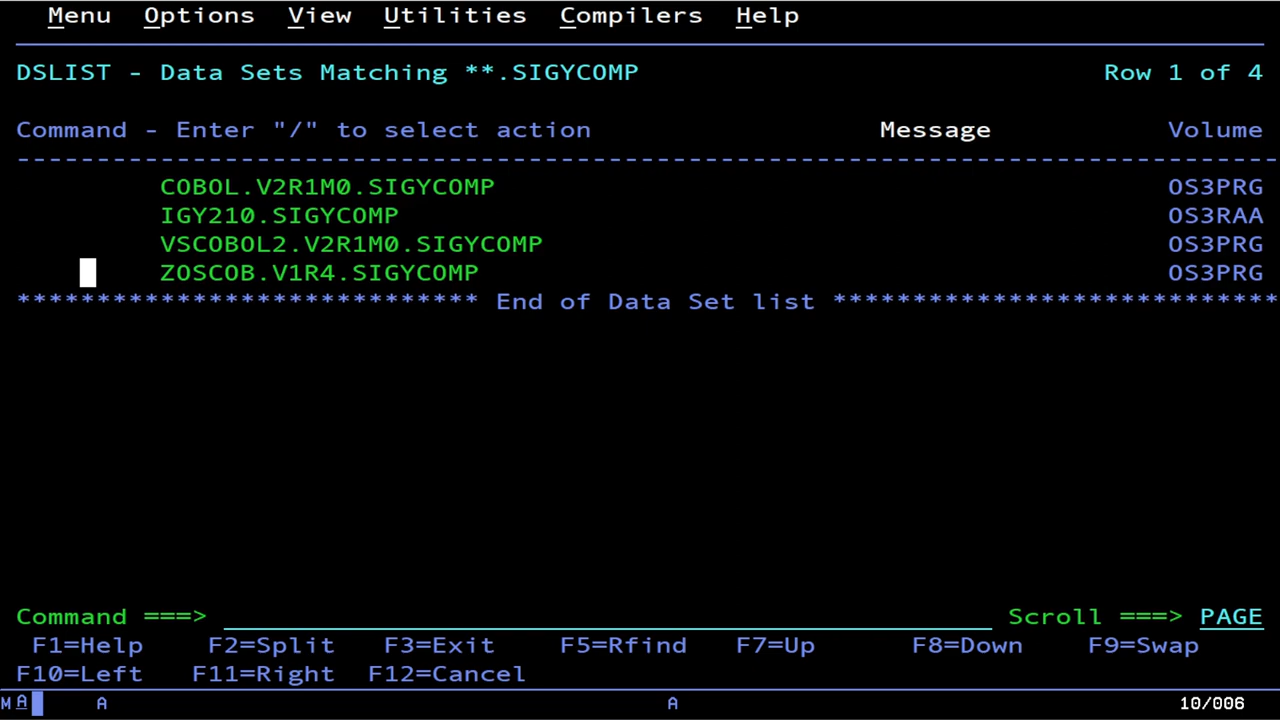 Menu Options View Utilities Compilers Help
DSLIST - Data Sets Matching **.SIGYCOMP Row 1 of 4
Command - Enter "/" to select action Message Volume
--------------------------------------------------------------------------------
COBOL.V2R1M0.SIGYCOMP OS3PRG
IGY210.SIGYCOMP OS3RAA
VSCOBOL2.V2R1M0.SIGYCOMP OS3PRG
ZOSCOB.V1R4.SIGYCOMP OS3PRG
***************************** End of Data Set list ****************************
Command ===> Scroll ===> PAGE
F1=Help F2=Split F3=Exit F5=Rfind F7=Up F8=Down F9=Swap
F10=Left F11=Right F12=Cancel
M A A A 10/006